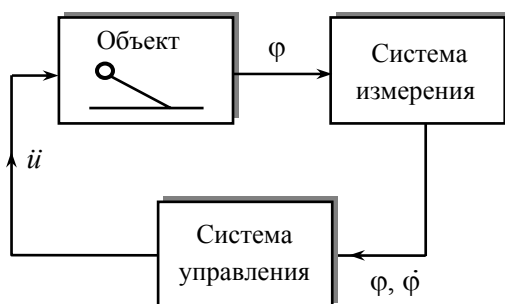 Объект
φ
Система
измерения
ü
Система
управления
φ, φ̇